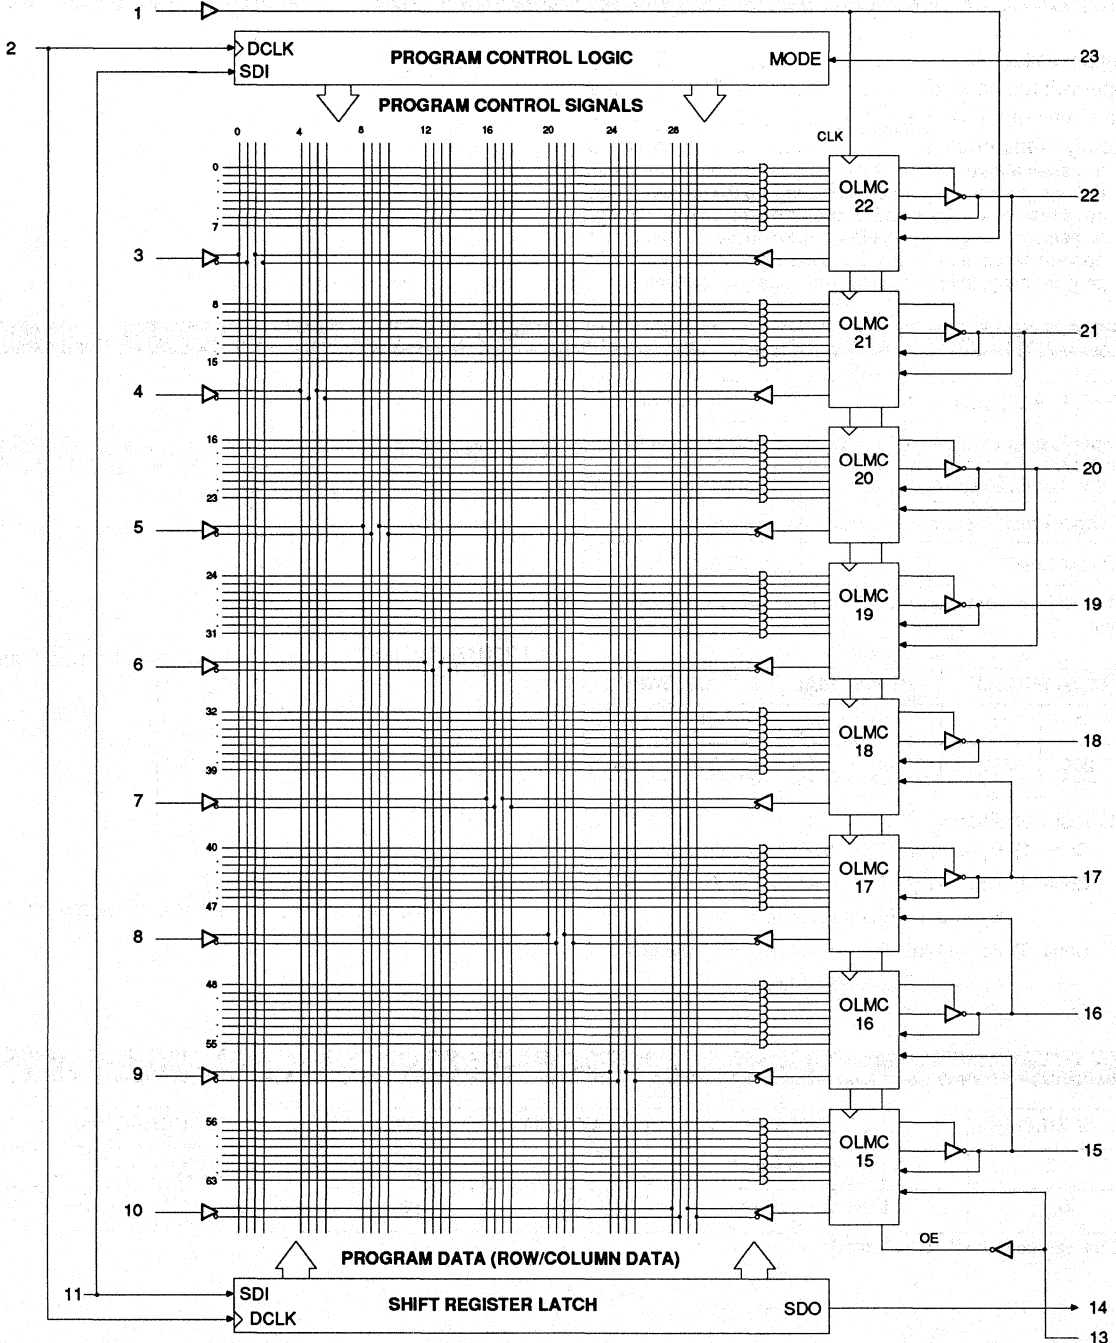 1
2
DCLK
SDI
PROGRAM CONTROL LOGIC
MODE
23
PROGRAM CONTROL SIGNALS
0 4 8 12 16 20 24 28
CLK
0
7
OLMC
22
22
3
8
15
OLMC
21
21
4
16
23
OLMC
20
20
5
24
31
OLMC
19
19
6
32
39
OLMC
18
18
7
40
47
OLMC
17
17
8
48
55
OLMC
16
16
9
56
63
OLMC
15
15
10
OE
PROGRAM DATA (ROW/COLUMN DATA)
11
SDI
DCLK
SHIFT REGISTER LATCH
SDO
14
13